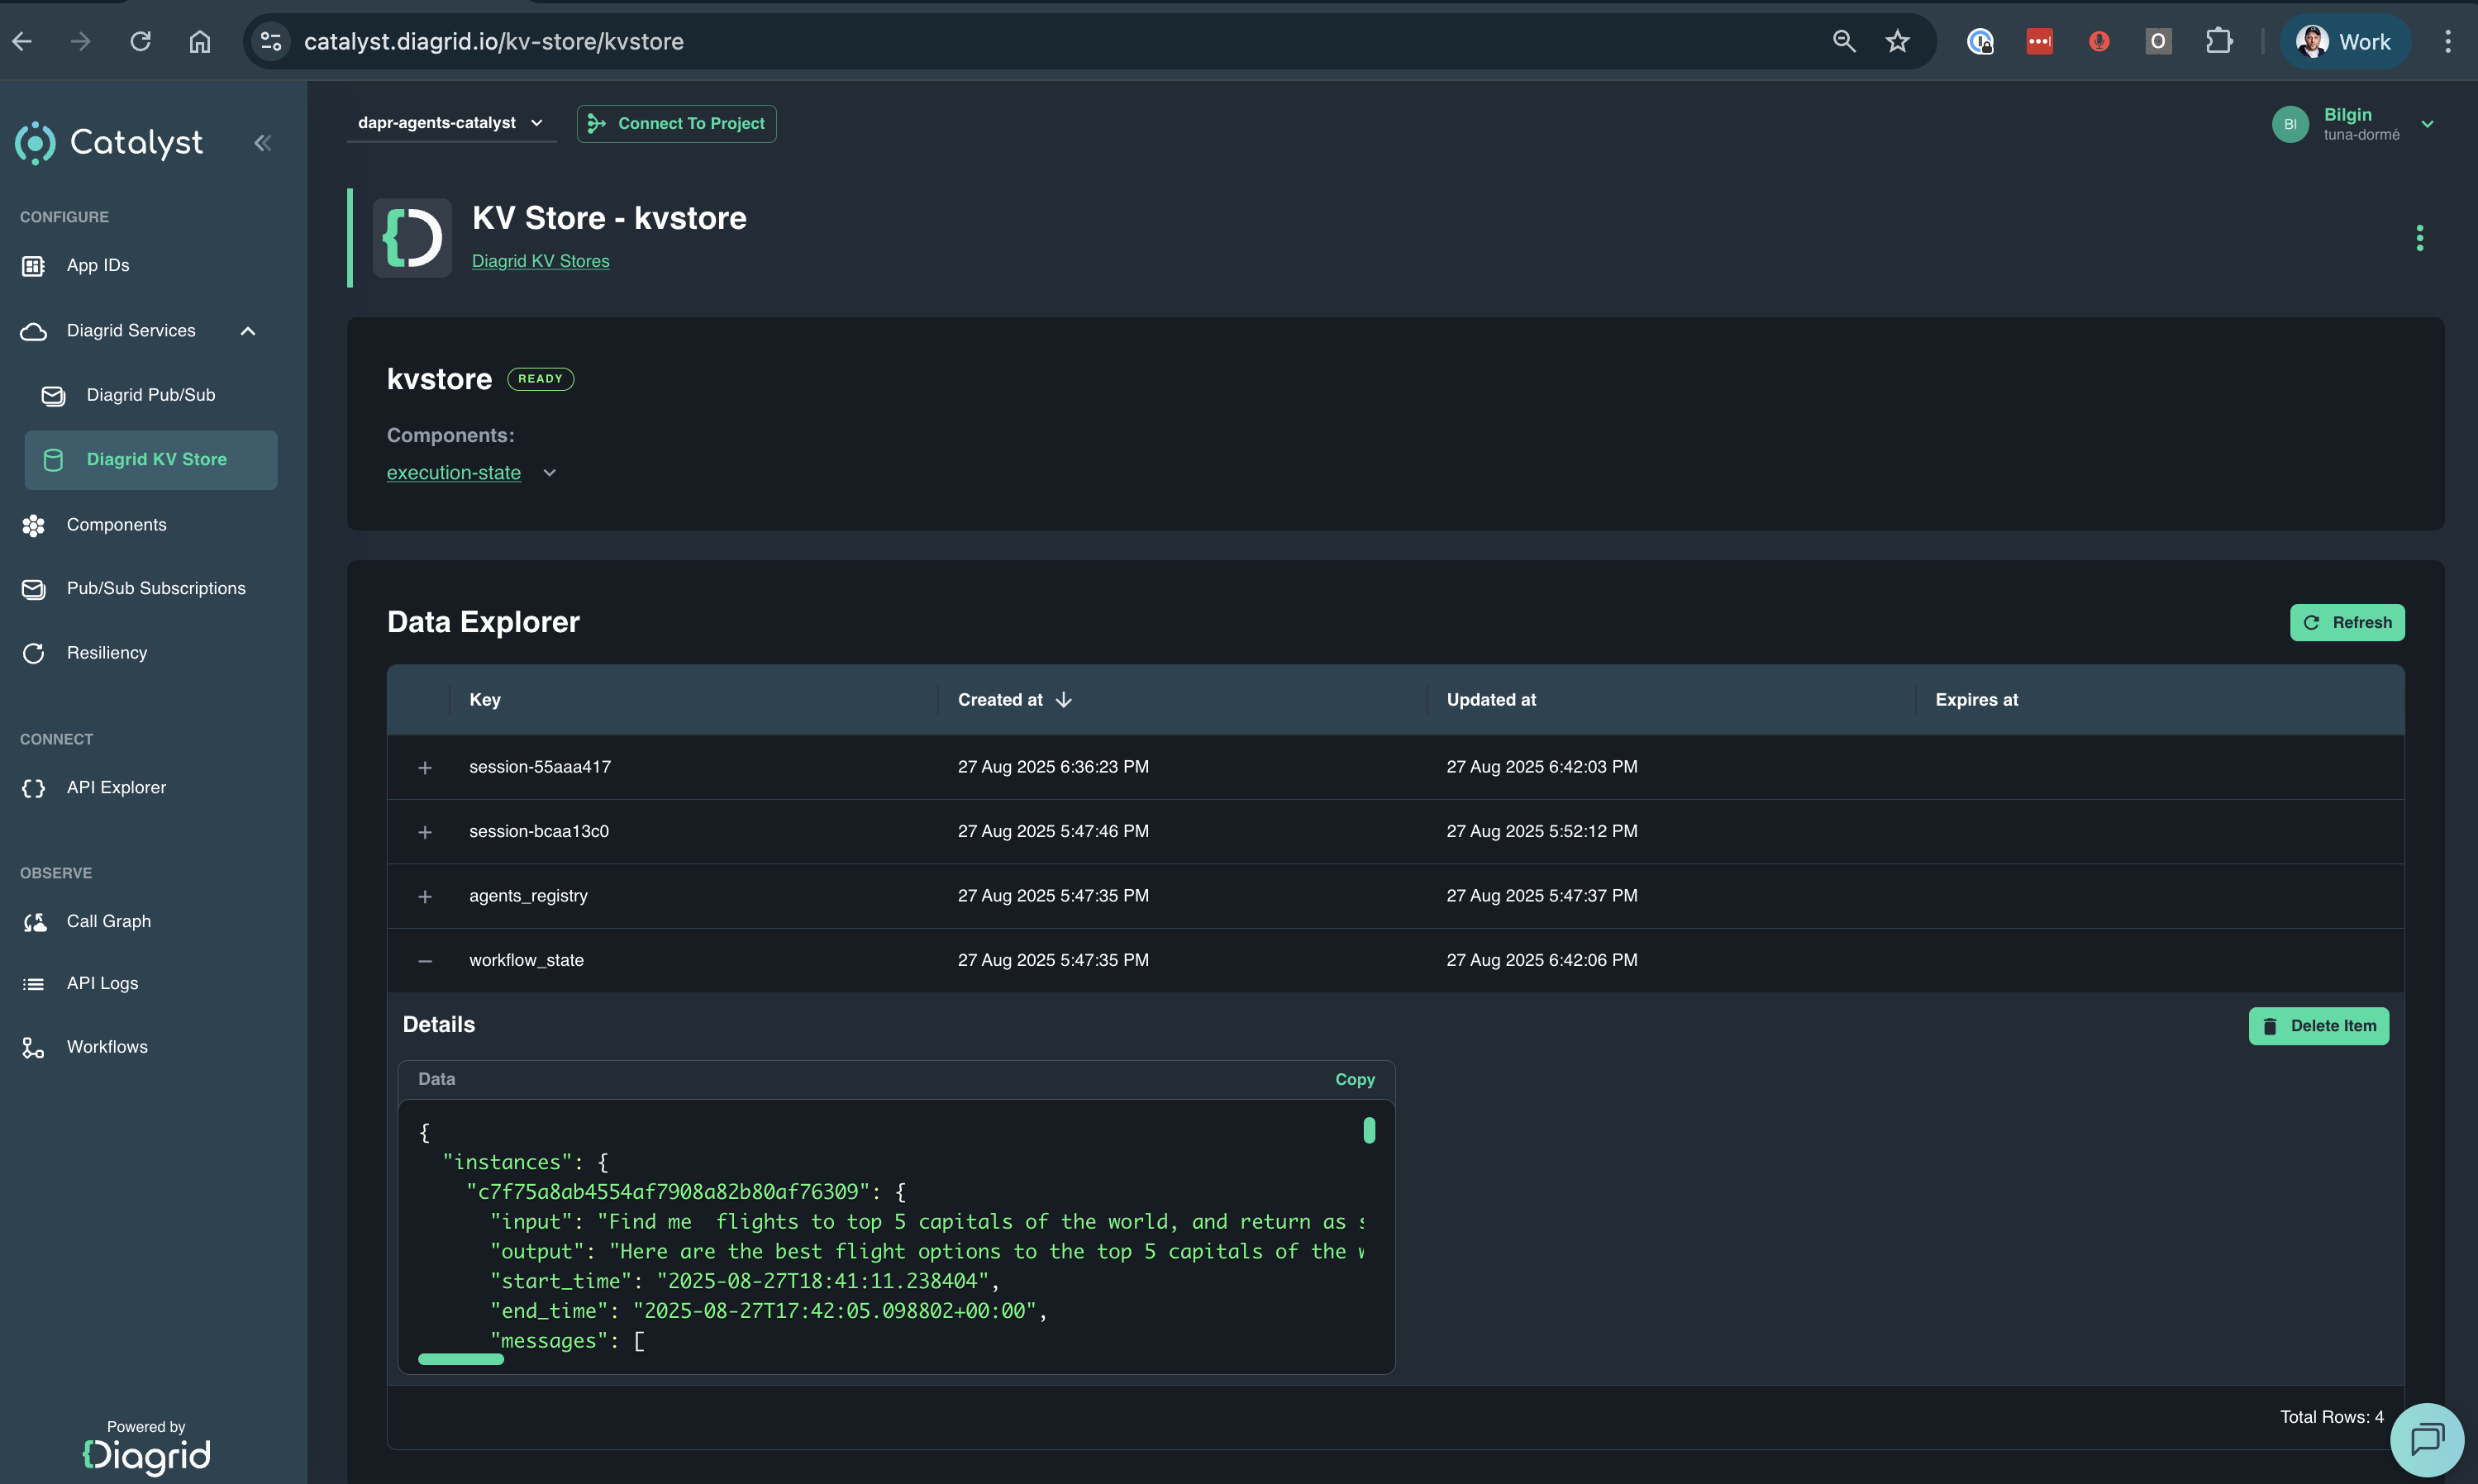 catalyst.diagrid.io/kv-store/kvstore
O
Work
Catalyst
dapr-agents-catalyst
Connect To Project
BI
Bilgin
tuna-dormé
CONFIGURE
App IDs
Diagrid Services
Diagrid Pub/Sub
Diagrid KV Store
Components
Pub/Sub Subscriptions
Resiliency
CONNECT
API Explorer
OBSERVE
Call Graph
API Logs
Workflows
Powered by
Diagrid
KV Store - kvstore
Diagrid KV Stores
kvstore READY
Components:
execution-state
Data Explorer
Refresh
Key Created at Updated at Expires at
session-55aaa417 27 Aug 2025 6:36:23 PM 27 Aug 2025 6:42:03 PM
session-bcaa13c0 27 Aug 2025 5:47:46 PM 27 Aug 2025 5:52:12 PM
agents_registry 27 Aug 2025 5:47:35 PM 27 Aug 2025 5:47:37 PM
workflow_state 27 Aug 2025 5:47:35 PM 27 Aug 2025 6:42:06 PM
Details
Delete Item
Data Copy
{
"instances": {
"c7f75a8ab4554af7908a82b80af76309": {
"input": "Find me  flights to top 5 capitals of the world, and return as
"output": "Here are the best flight options to the top 5 capitals of the
"start_time": "2025-08-27T18:41:11.238404",
"end_time": "2025-08-27T17:42:05.098802+00:00",
"messages": [
Total Rows: 4